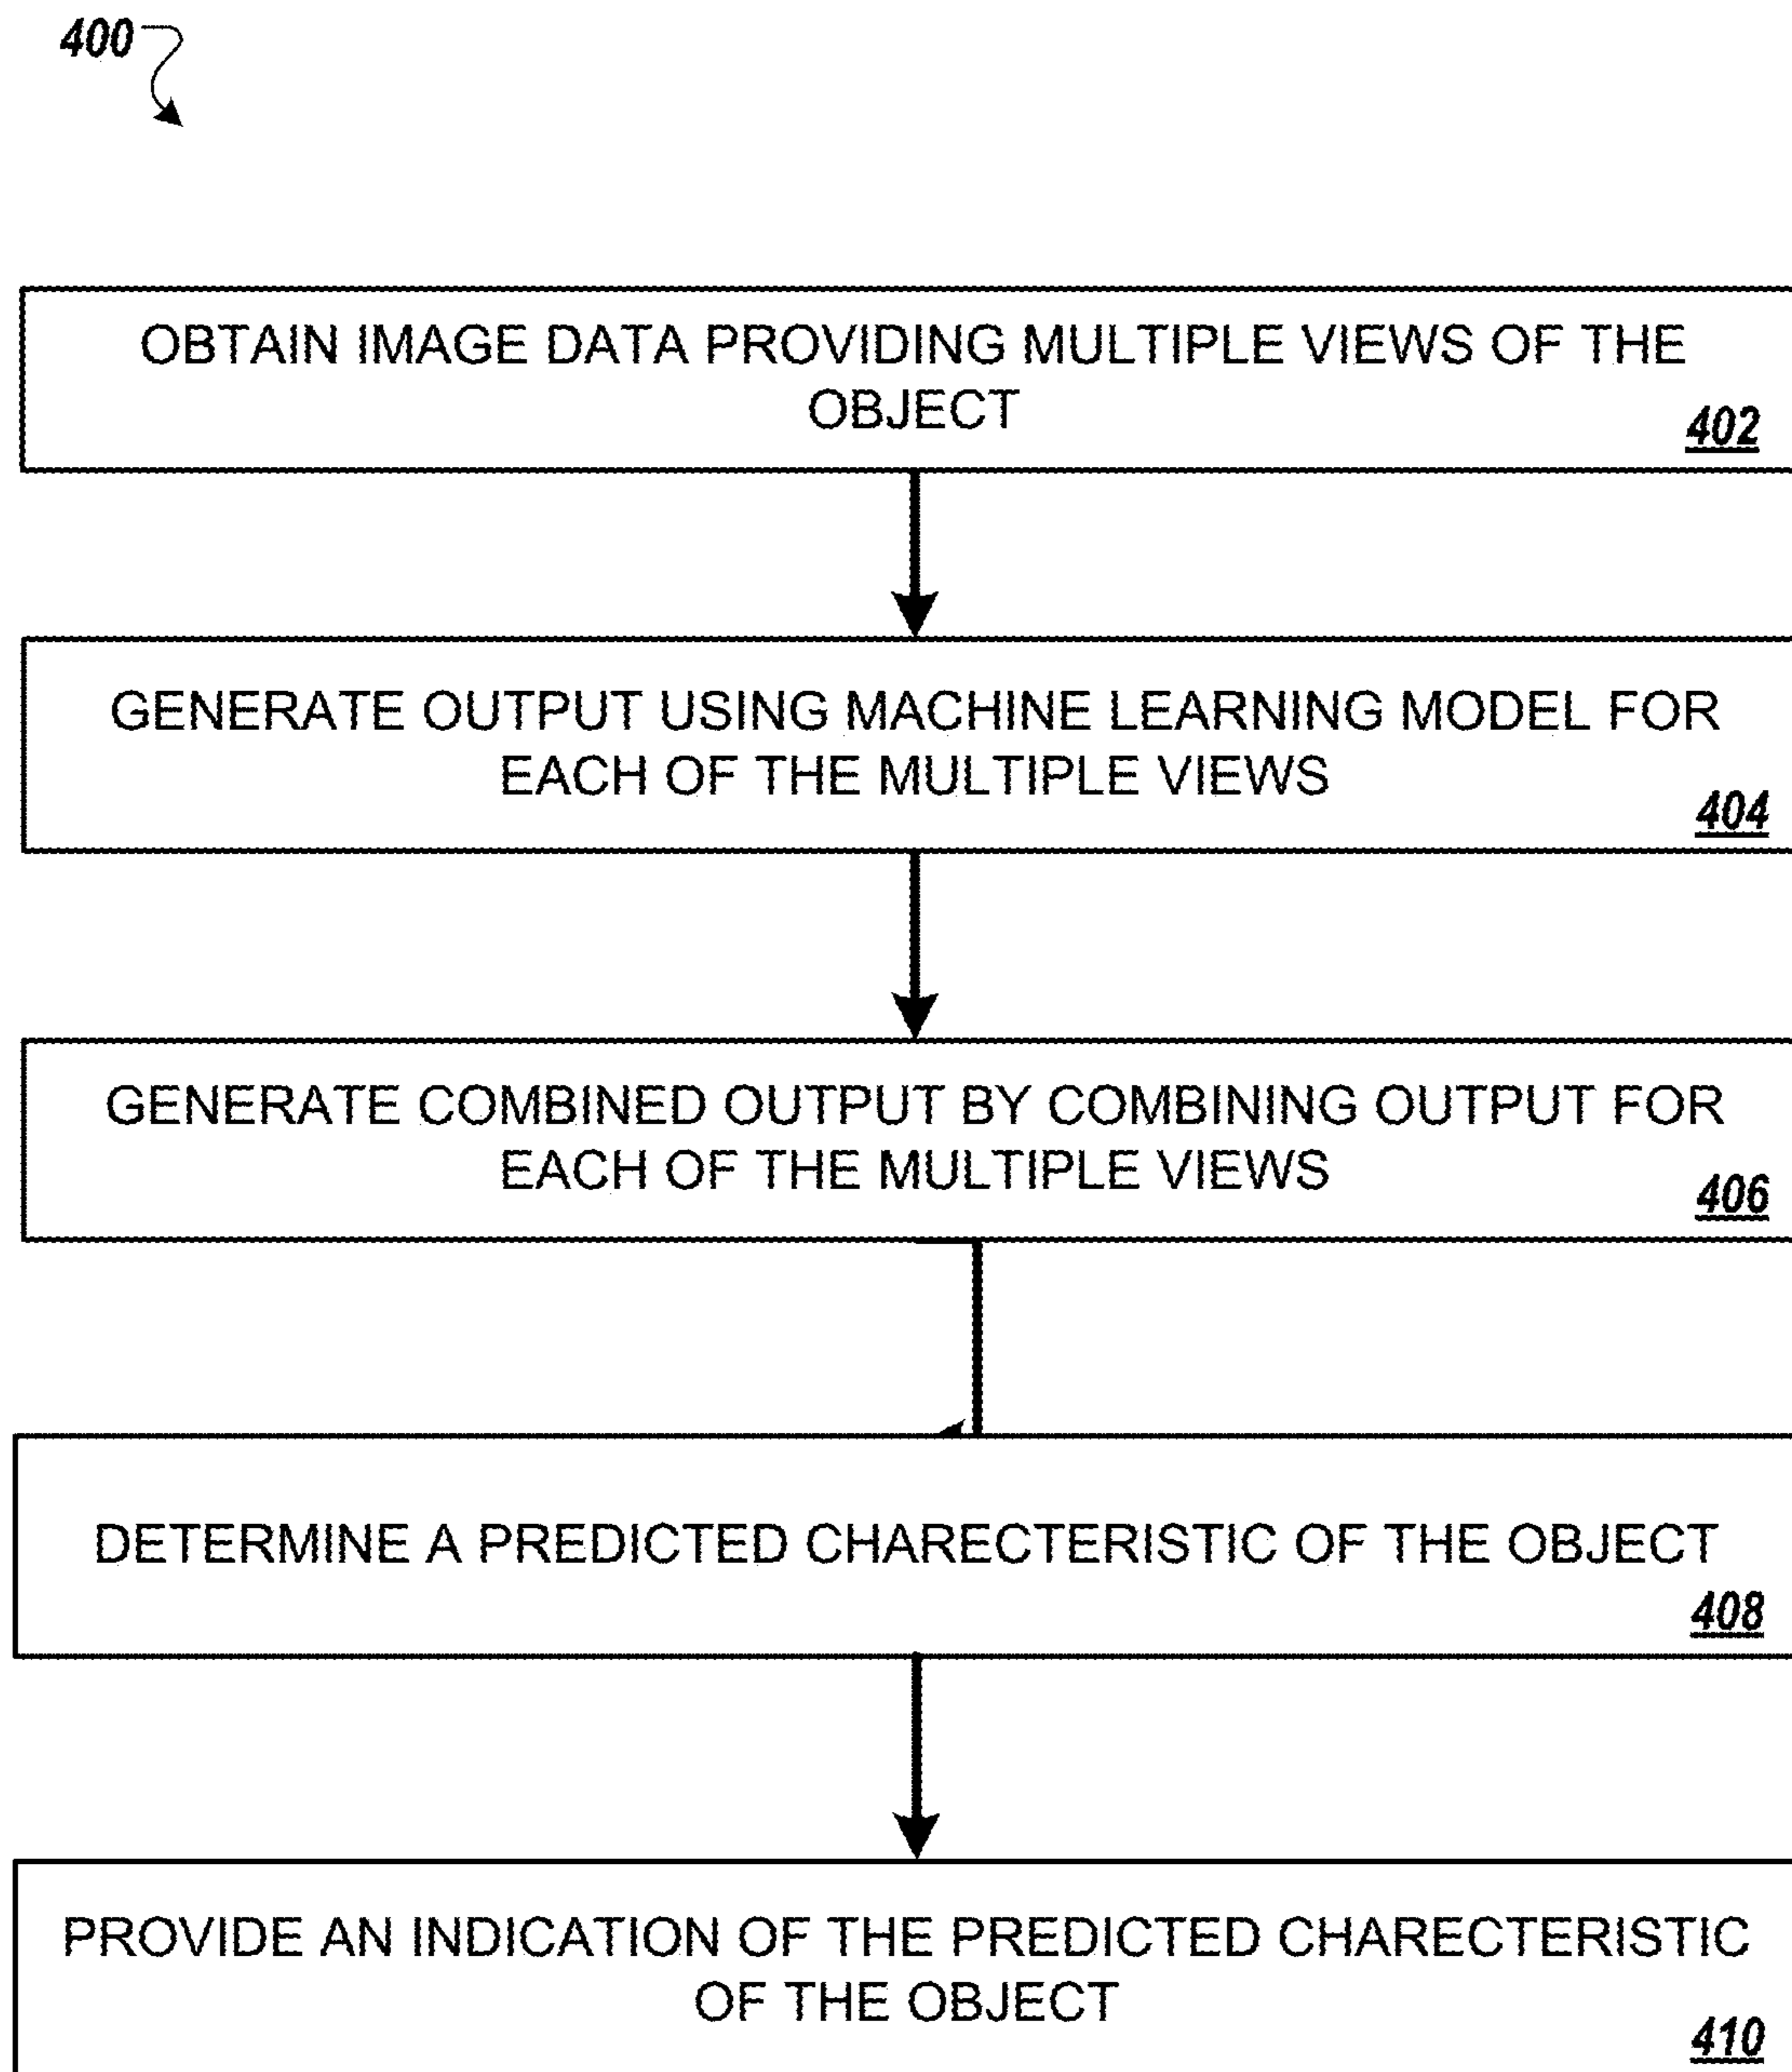 400
OBTAIN IMAGE DATA PROVIDING MULTIPLE VIEWS OF THE
OBJECT
402
GENERATE OUTPUT USING MACHINE LEARNING MODEL FOR
EACH OF THE MULTIPLE VIEWS
404
GENERATE COMBINED OUTPUT BY COMBINING OUTPUT FOR
EACH OF THE MULTIPLE VIEWS
406
DETERMINE A PREDICTED CHARECTERISTIC OF THE OBJECT
408
PROVIDE AN INDICATION OF THE PREDICTED CHARECTERISTIC
OF THE OBJECT
410